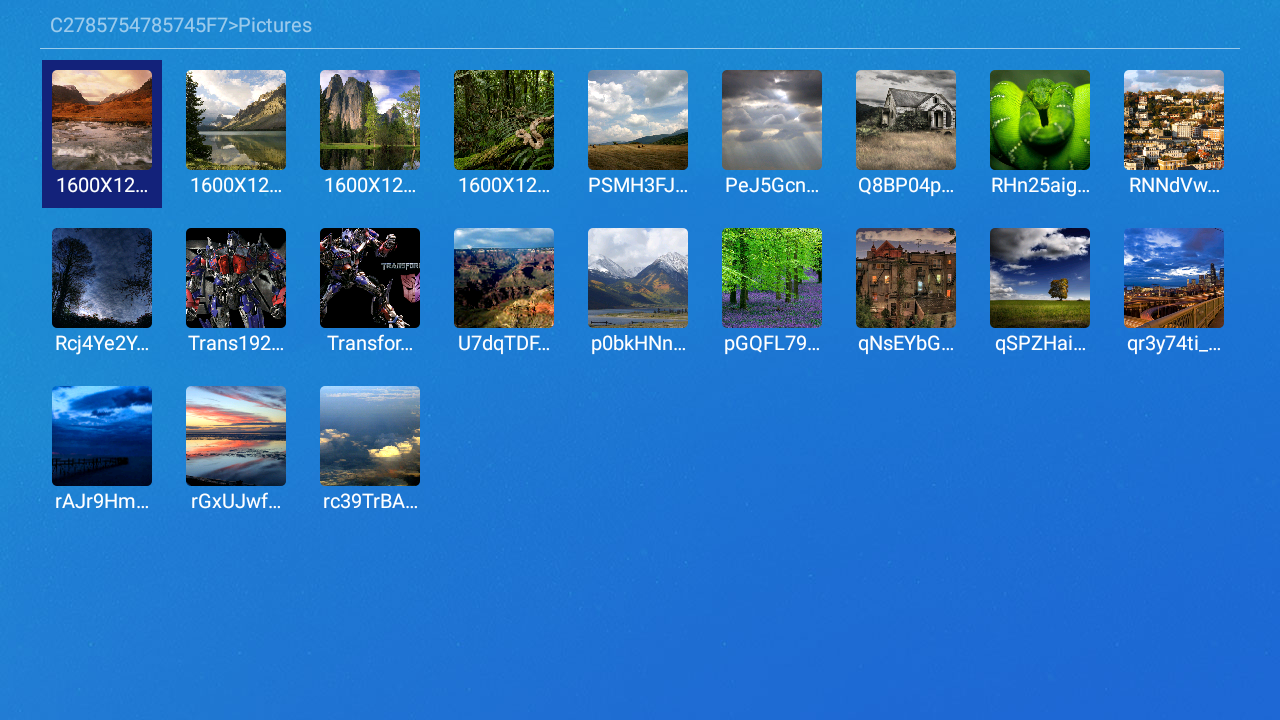 C2785754785745F7>Pictures
1600X12... 1600X12... 1600X12... 1600X12... PSMH3FJ... PeJ5Gcn... Q8BP04p... RHn25aig... RNNdVw...
TRANSFOR
Rcj4Ye2Y... Trans192... Transfor... U7dqTDF... p0bkHNn... pGQFL79... qNsEYbG... qSPZHai... qr3y74ti_...
rAJr9Hm... rGxUJwf... rc39TrBA...